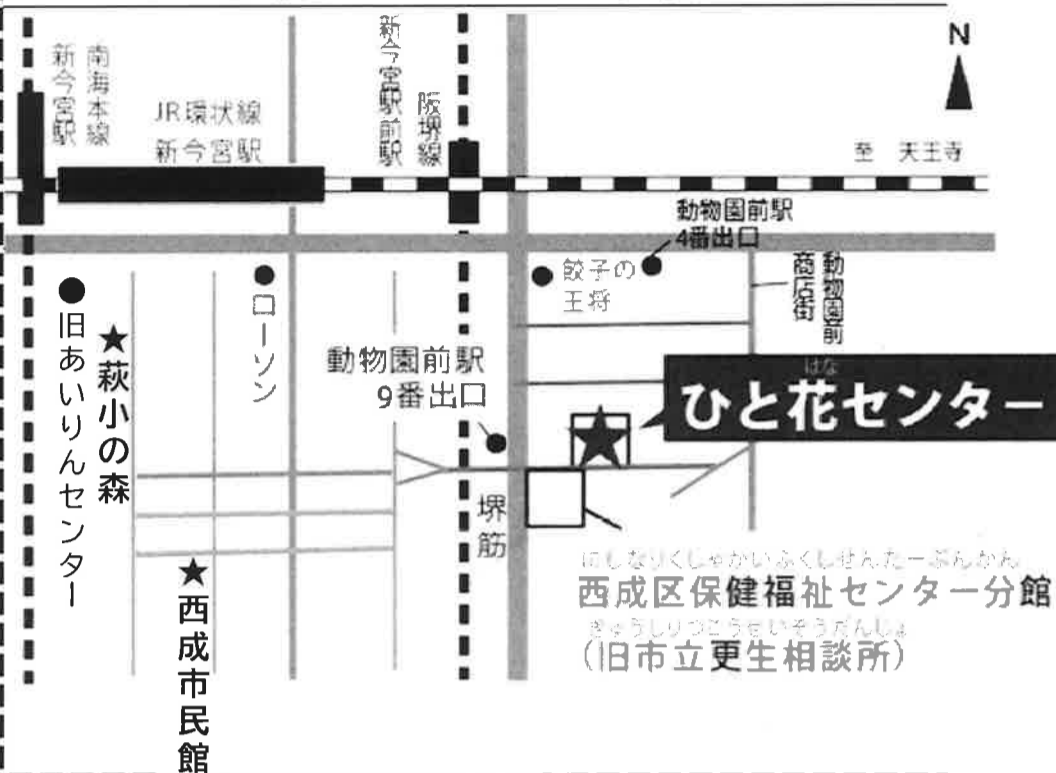 南海本線
新今宮駅
JR環状線
新今宮駅
阪堺線
新今宮駅前駅
N
至 天王寺
動物園前駅
4番出口
餃子の
王将
動物園前
商店街
ローソン
●旧あいりんセンター
★萩小の森
動物園前駅
9番出口
はな
ひと花センター
堺筋
★西成市民館
にしなりくほけんふくしせんたーぶんかん
西成区保健福祉センター分館
きゅうしりつこうせいそうだんじょ
(旧市立更生相談所)